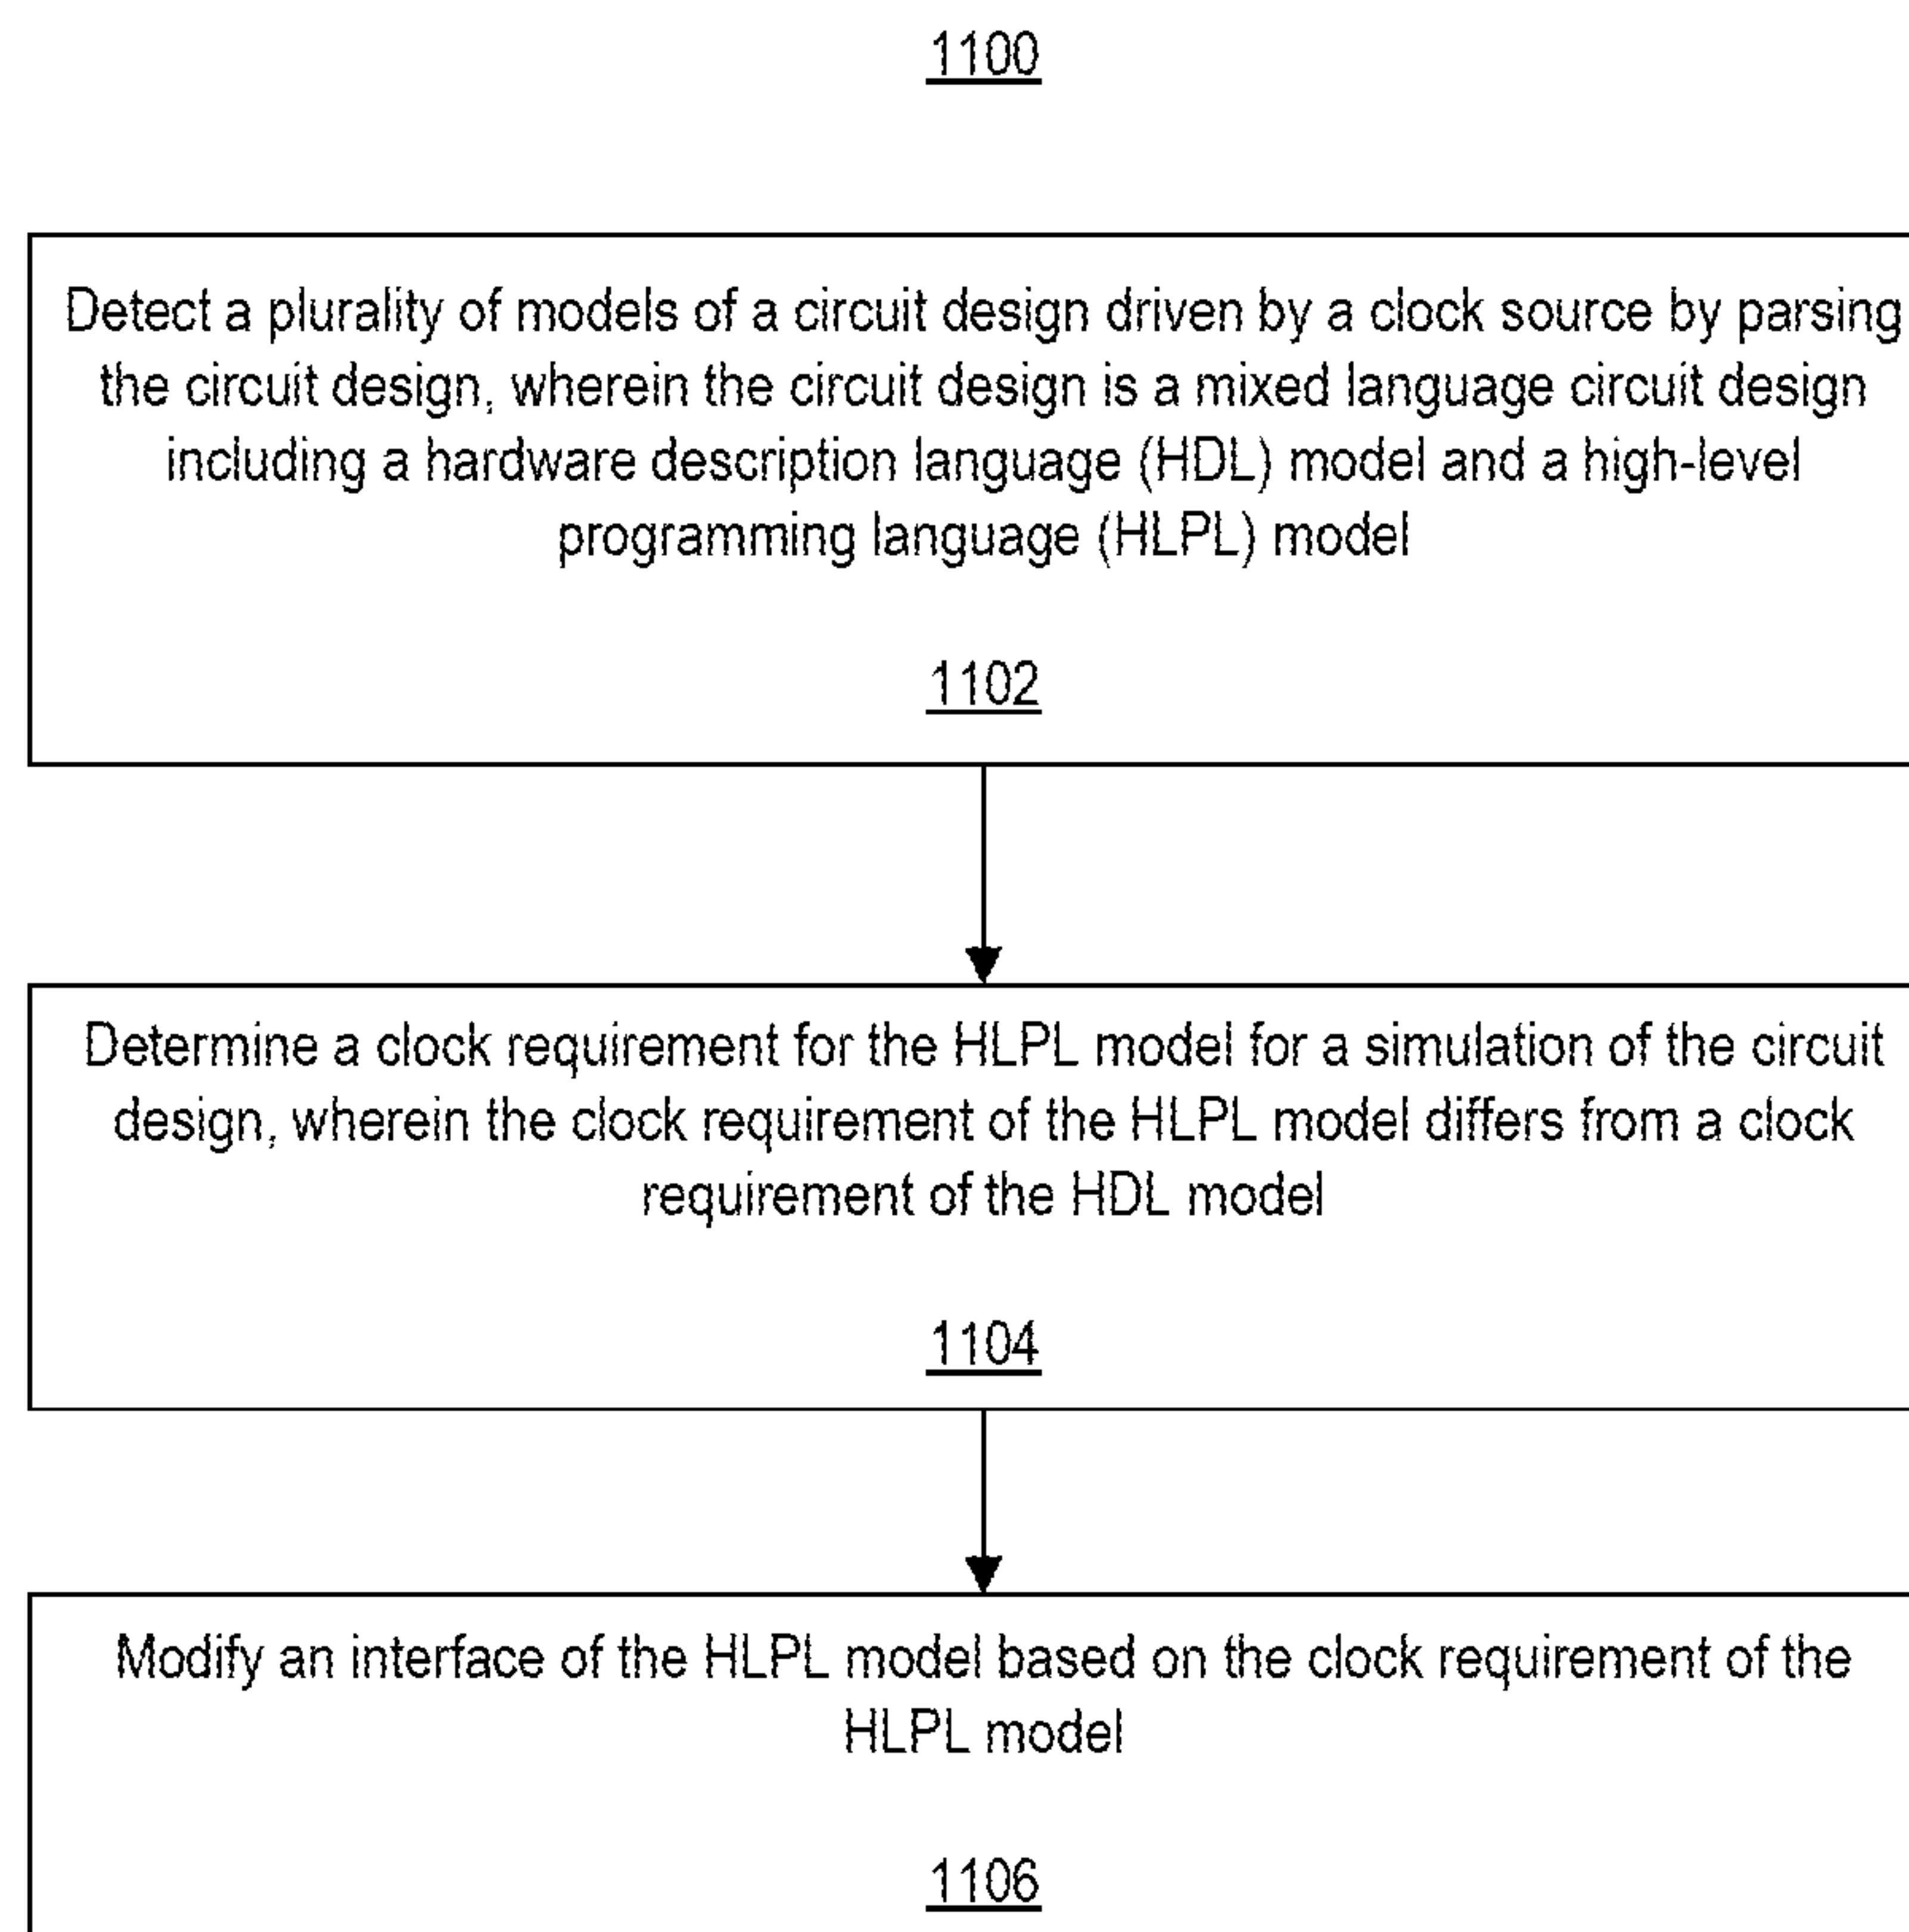 1100
Detect a plurality of models of a circuit design driven by a clock source by parsing
the circuit design, wherein the circuit design is a mixed language circuit design
including a hardware description language (HDL) model and a high-level
programming language (HLPL) model
1102
Determine a clock requirement for the HLPL model for a simulation of the circuit
design, wherein the clock requirement of the HLPL model differs from a clock
requirement of the HDL model
1104
Modify an interface of the HLPL model based on the clock requirement of the
HLPL model
1106